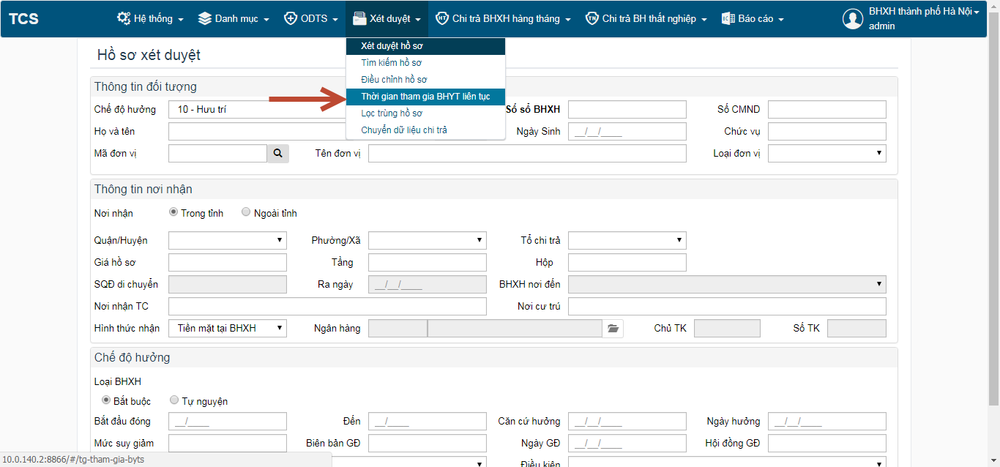 TCS Hệ thống Danh mục ODTS Xét duyệt Chi trả BHXH hàng tháng Chi trả BH thất nghiệp Báo cáo BHXH thành phố Hà Nội
admin
Xét duyệt hồ sơ
Tìm kiếm hồ sơ
Điều chỉnh hồ sơ
Thời gian tham gia BHYT liên tục
Lọc trùng hồ sơ
Chuyển dữ liệu chi trả
Hồ sơ xét duyệt
Thông tin đối tượng
Chế độ hưởng 10 - Hưu trí Số sổ BHXH Số CMND
Họ và tên Ngày Sinh __/__/____ Chức vụ
Mã đơn vị Tên đơn vị Loại đơn vị
Thông tin nơi nhận
Nơi nhận Trong tỉnh Ngoài tỉnh
Quận/Huyện Phường/Xã Tổ chi trả
Giá hồ sơ Tầng Hộp
SQĐ di chuyển Ra ngày __/__/____ BHXH nơi đến
Nơi nhận TC Nơi cư trú
Hình thức nhận Tiền mặt tại BHXH Ngân hàng Chủ TK Số TK
Chế độ hưởng
Loại BHXH
Bắt buộc Tự nguyện
Bắt đầu đóng __/____ Đến __/____ Căn cứ hưởng __/__/____ Ngày hưởng __/__/____
Mức suy giảm Biên bản GĐ Ngày GĐ __/__/____ Hội đồng GĐ
Điều kiện
10.0.140.2:8866/#/tg-tham-gia-byts